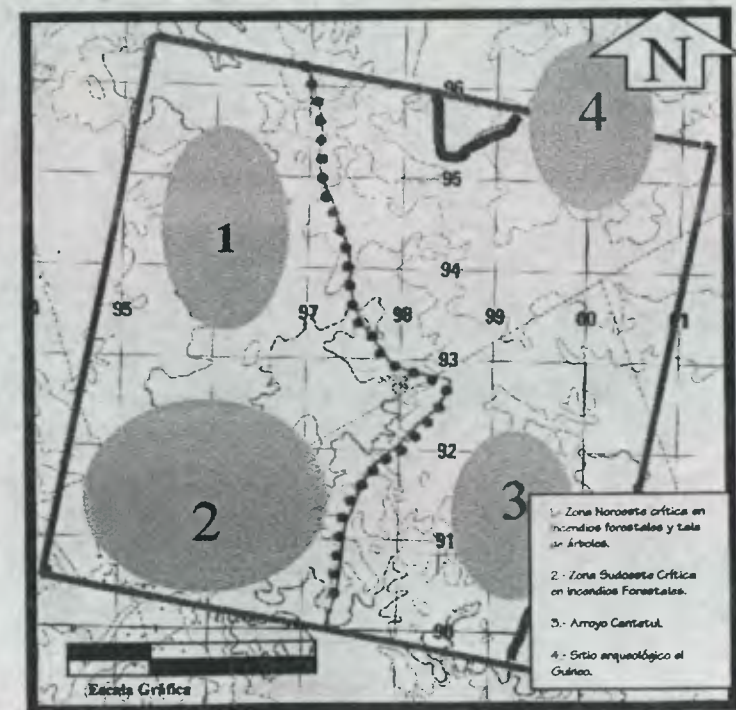 N
4
96
95
1
94
95
97
98
99
00
01
93
92
2
3
91
90
1.- Zona Noroeste crítica en
incendios forestales y tala
de árboles.
2.- Zona Sudoeste Crítica
en incendios Forestales.
3.- Arroyo Cantetul.
4.- Sitio arqueológico el
Guineo.
Escala Gráfica